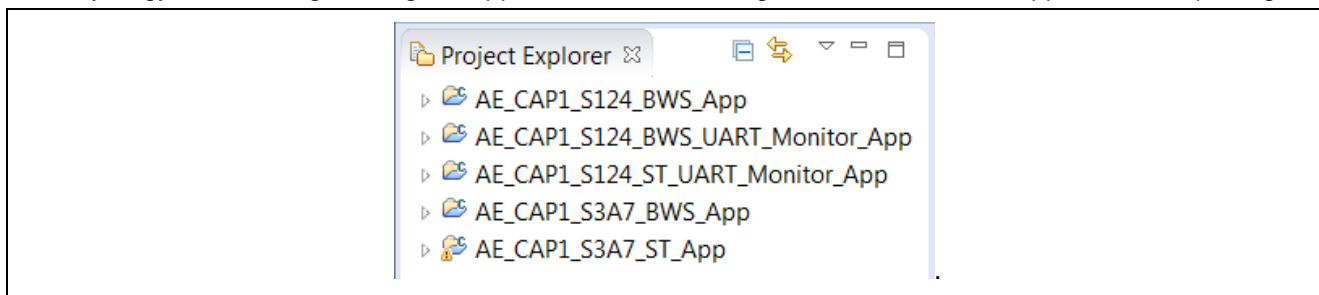 Project Explorer
AE_CAP1_S124_BWS_App
AE_CAP1_S124_BWS_UART_Monitor_App
AE_CAP1_S124_ST_UART_Monitor_App
AE_CAP1_S3A7_BWS_App
AE_CAP1_S3A7_ST_App
.